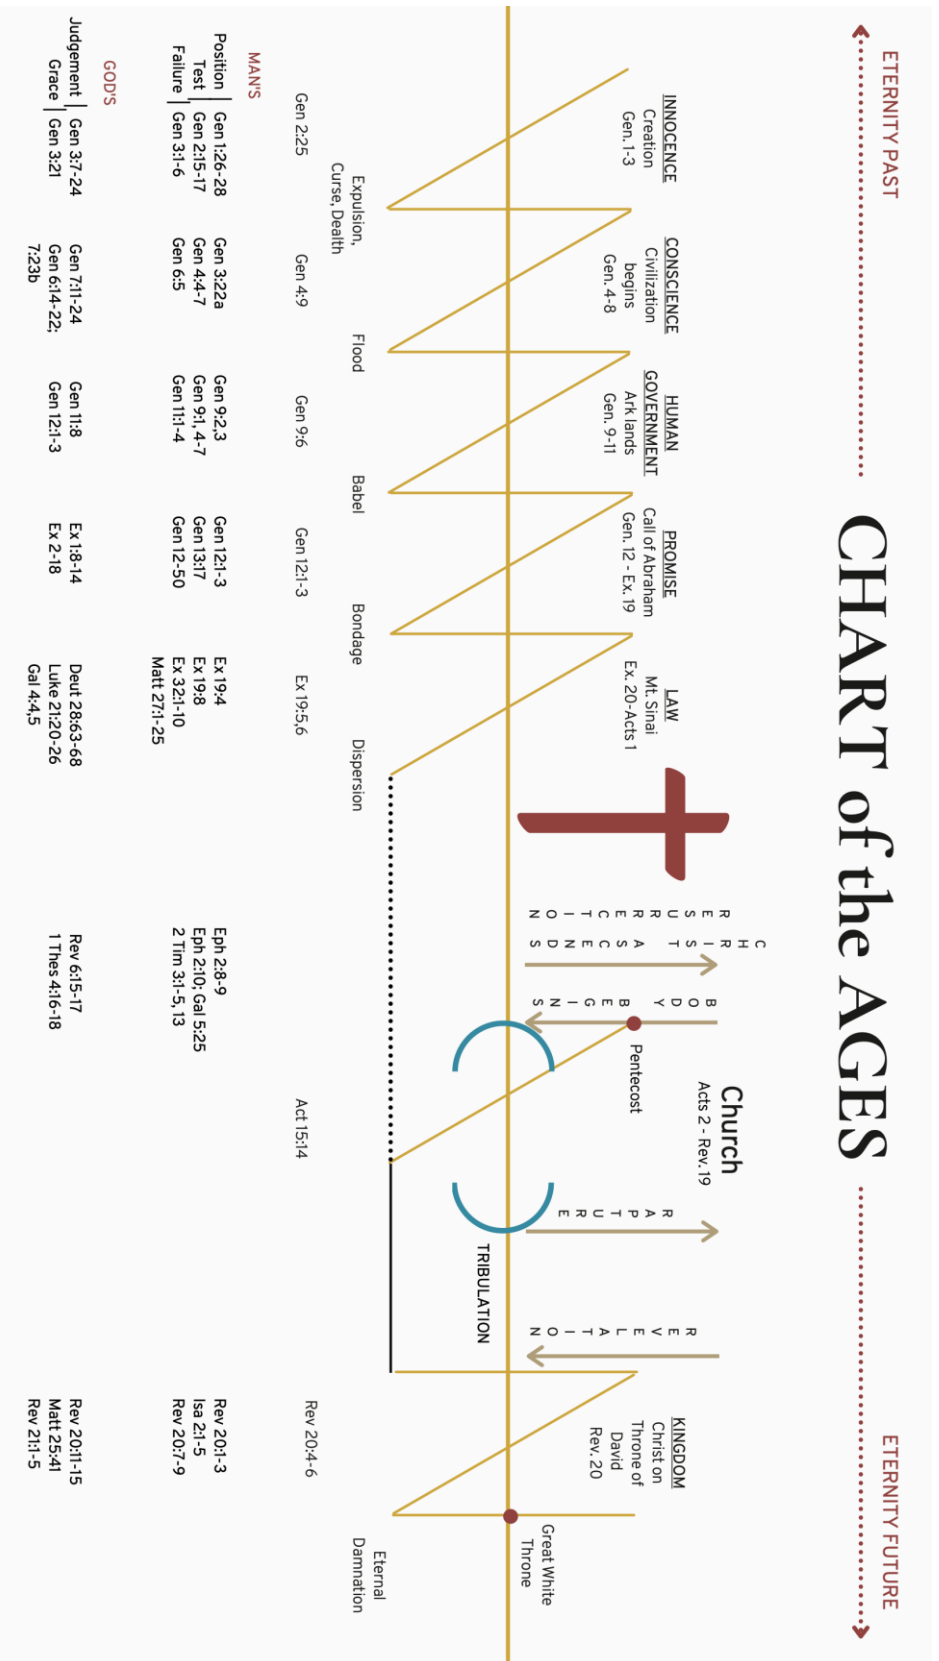 ETERNITY PAST
CHART of the AGES
ETERNITY FUTURE
INNOCENCE
Creation
Gen. 1-3
CONSCIENCE
Civilization
begins
Gen. 4-8
HUMAN
GOVERNMENT
Ark lands
Gen. 9-11
PROMISE
Call of Abraham
Gen. 12 - Ex. 19
LAW
Mt. Sinai
Ex. 20-Acts 1
RESURRECTION
CHRIST ASCENDS
BODY BEGINS
Pentecost
Church
Acts 2 - Rev. 19
RAPTURE
TRIBULATION
REVELATION
KINGDOM
Christ on
Throne of
David
Rev. 20
Great White
Throne
Expulsion,
Curse, Dealth
Flood
Babel
Bondage
Dispersion
Eternal
Damnation
Gen 2:25
Gen 4:9
Gen 9:6
Gen 12:1-3
Ex 19:5,6
Act 15:14
Rev 20:4-6
MAN'S
Position Gen 1:26-28 Gen 3:22a Gen 9:2,3 Gen 12:1-3 Ex 19:4 Eph 2:8-9 Rev 20:1-3
Test Gen 2:15-17 Gen 4:4-7 Gen 9:1, 4-7 Gen 13:17 Ex 19:8 Eph 2:10; Gal 5:25 Isa 2:1-5
Failure Gen 3:1-6 Gen 6:5 Gen 11:1-4 Gen 12-50 Ex 32:1-10 2 Tim 3:1-5,13 Rev 20:7-9
Matt 27:1-25
GOD'S
Judgement Gen 3:7-24 Gen 7:11-24 Gen 11:8 Ex 1:8-14 Deut 28:63-68 Rev 6:15-17 Rev 20:11-15
Grace Gen 3:21 Gen 6:14-22; Gen 12:1-3 Ex 2-18 Luke 21:20-26 1 Thes 4:16-18 Matt 25:41
7:23b Gal 4:4,5 Rev 21:1-5